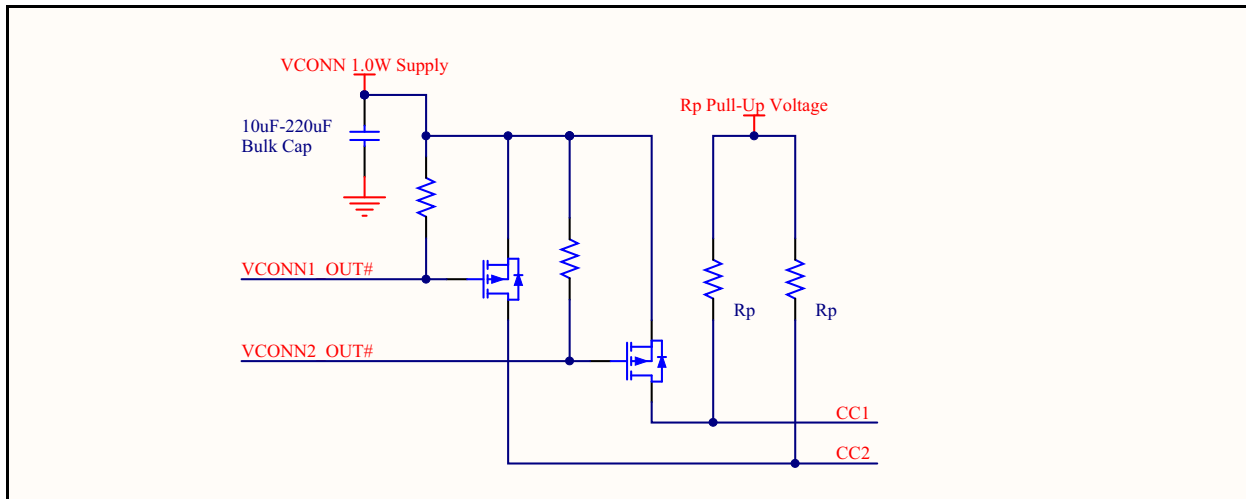 VCONN 1.0W Supply
Rp Pull-Up Voltage
10uF-220uF
Bulk Cap
VCONN1_OUT#
Rp
Rp
VCONN2_OUT#
CC1
CC2